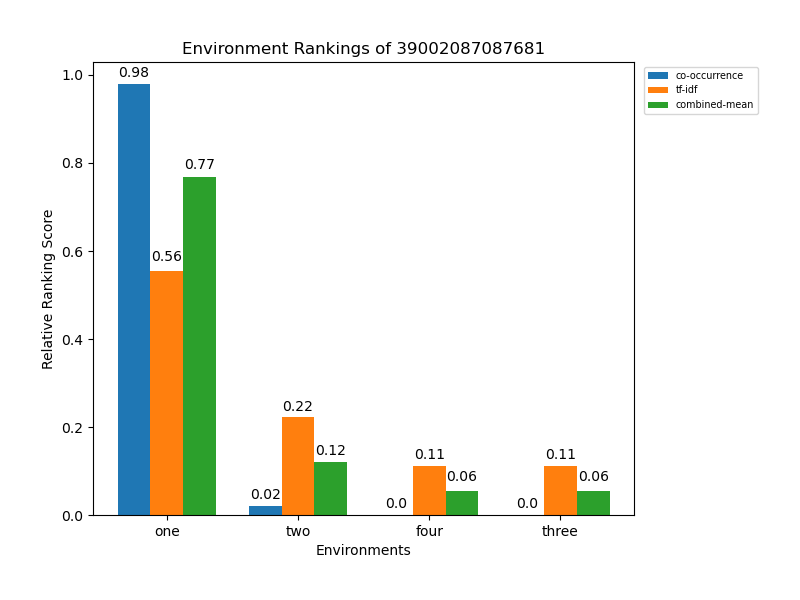 Environment Rankings of 39002087087681
co-occurrence
tf-idf
combined-mean
Relative Ranking Score
1.0
0.8
0.6
0.4
0.2
0.0
0.98
0.56
0.77
0.02
0.22
0.12
0.0
0.11
0.06
0.0
0.11
0.06
one
two
four
three
Environments